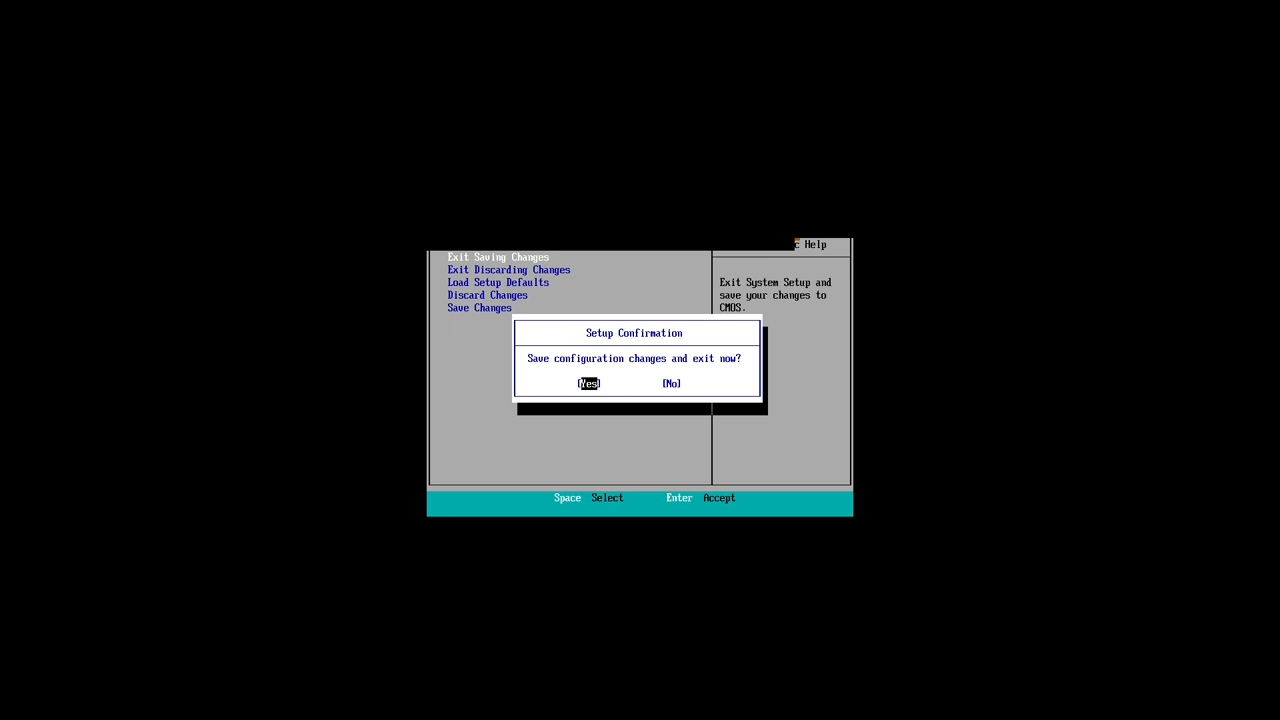 c Help
Exit Saving Changes
Exit Discarding Changes
Load Setup Defaults
Discard Changes
Save Changes
Exit System Setup and
save your changes to
CMOS.
Setup Confirmation
Save configuration changes and exit now?
[Yes] [No]
Space Select Enter Accept